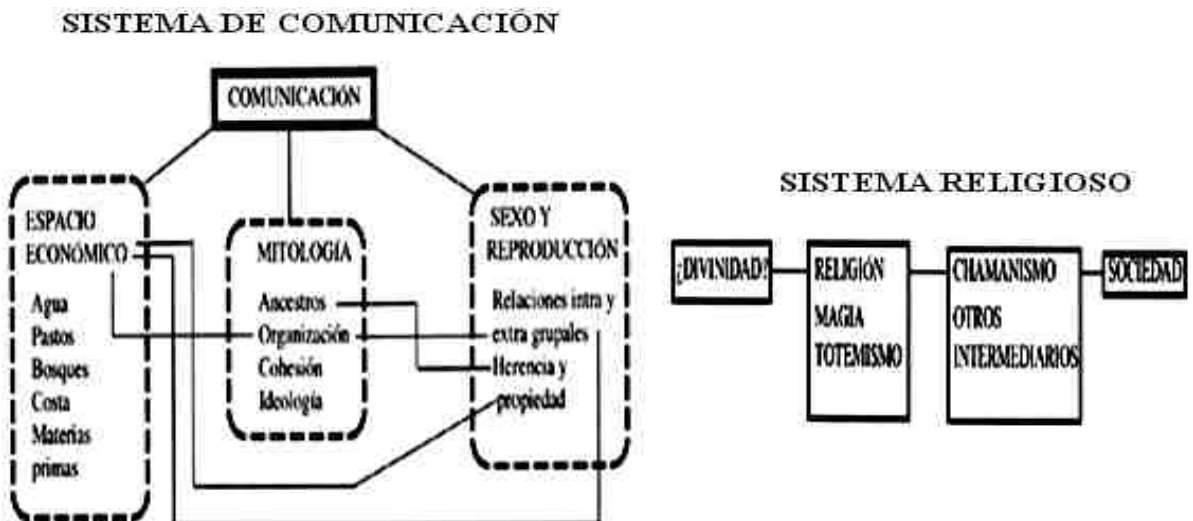 SISTEMA DE COMUNICACIÓN
COMUNICACIÓN
ESPACIO
ECONÓMICO
Agua
Pastos
Bosques
Costa
Materias
primas
MITOLOGÍA
Ancestros
Organización
Cohesión
Ideología
SEXO Y
REPRODUCCIÓN
Relaciones intra y
extra grupales
Herencia y
propiedad
SISTEMA RELIGIOSO
¿DIVINIDAD?
RELIGIÓN
MAGIA
TOTEMISMO
CHAMANISMO
OTROS
INTERMEDIARIOS
SOCIEDAD